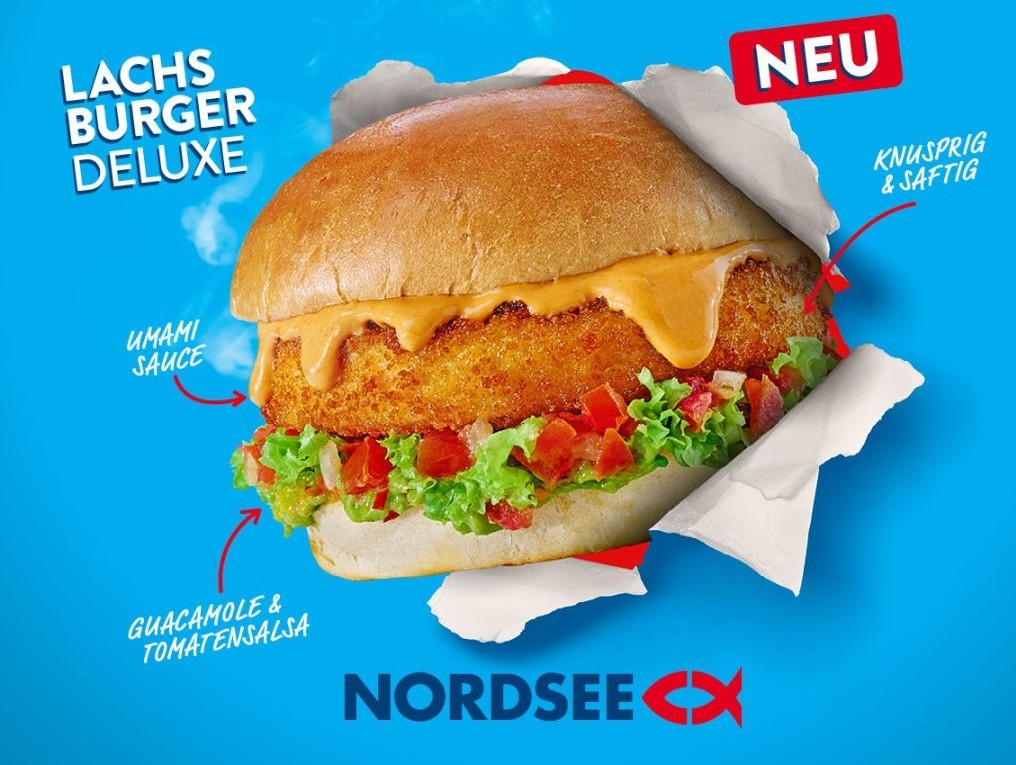 LACHS
BURGER
DELUXE
NEU
KNUSPRIG
& SAFTIG
UMAMI
SAUCE
GUACAMOLE &
TOMATENSALSA
NORDSEE